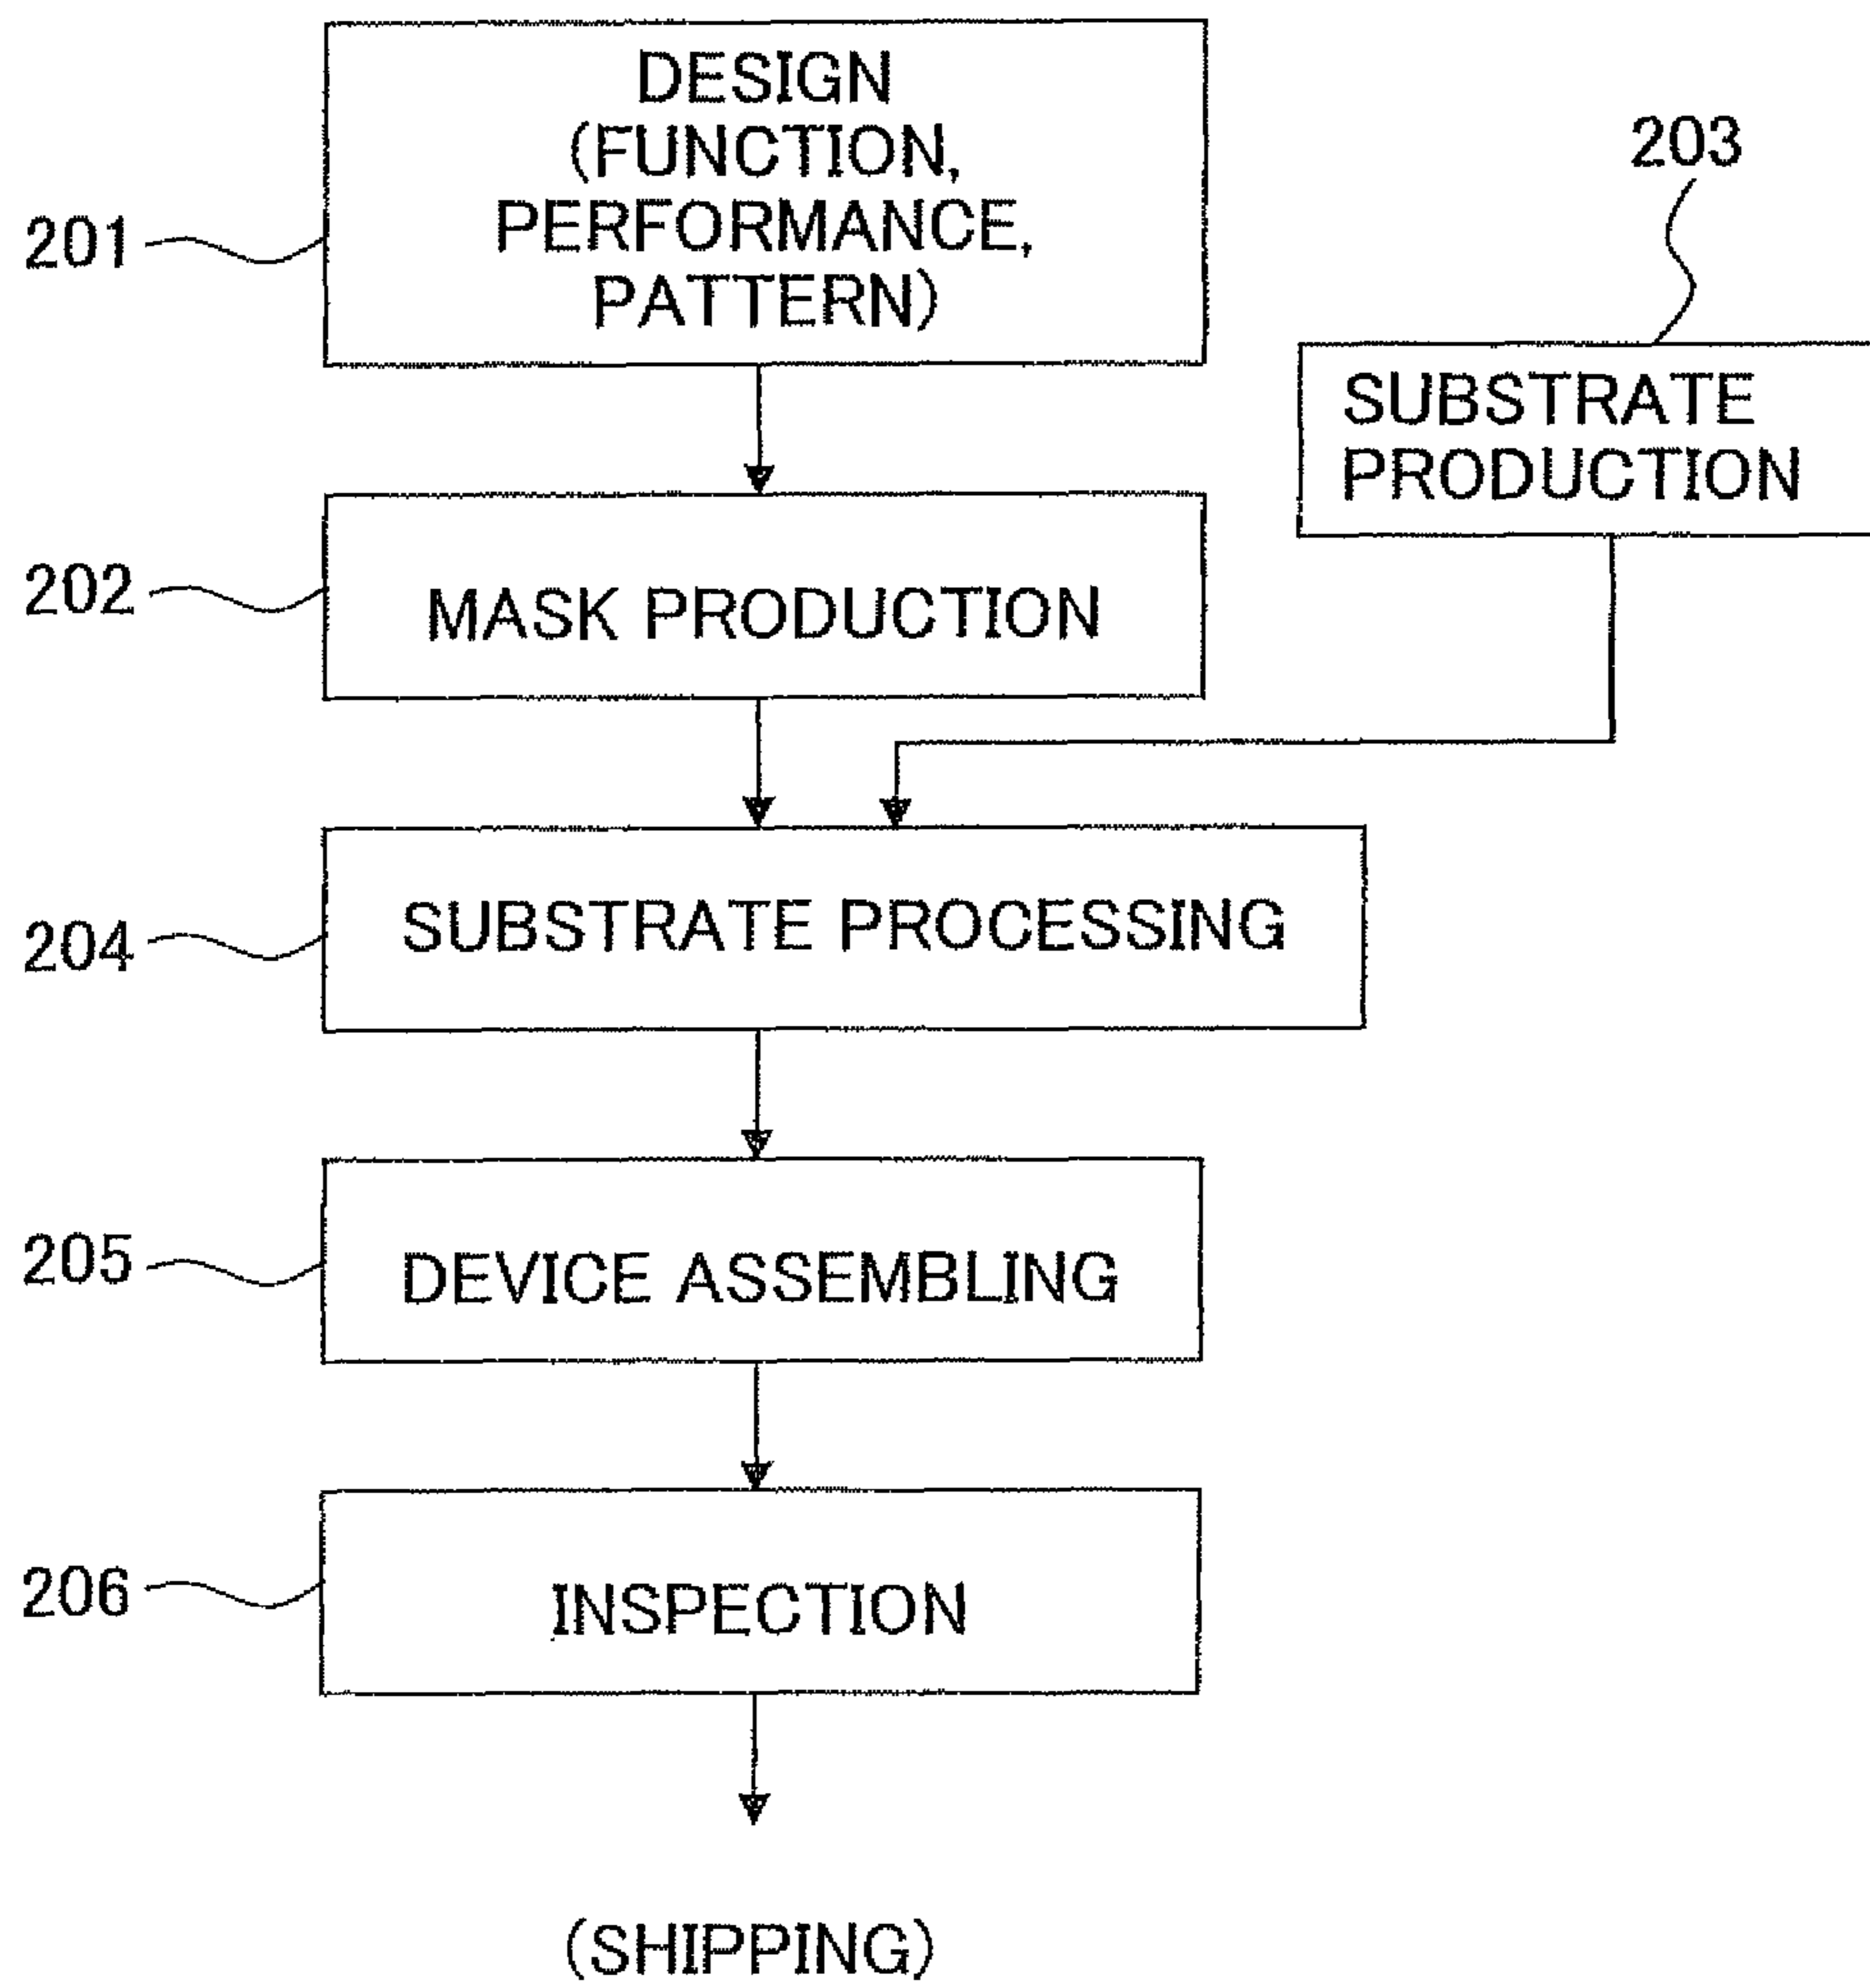 DESIGN
(FUNCTION,
PERFORMANCE,
PATTERN)
201
203
SUBSTRATE
PRODUCTION
202
MASK PRODUCTION
204
SUBSTRATE PROCESSING
205
DEVICE ASSEMBLING
206
INSPECTION
(SHIPPING)